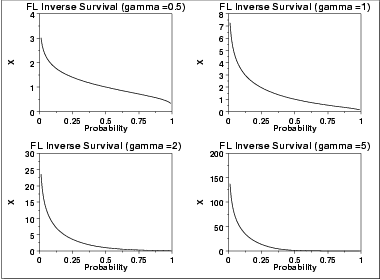 FL Inverse Survival (gamma =0.5)
4
3
2
1
0
X
0 0.25 0.5 0.75 1
Probability
FL Inverse Survival (gamma =1)
8
7
6
5
4
3
2
1
0
X
0 0.25 0.5 0.75 1
Probability
FL Inverse Survival (gamma =2)
30
25
20
15
10
5
0
X
0 0.25 0.5 0.75 1
Probability
FL Inverse Survival (gamma =5)
200
150
100
50
0
X
0 0.25 0.5 0.75 1
Probability